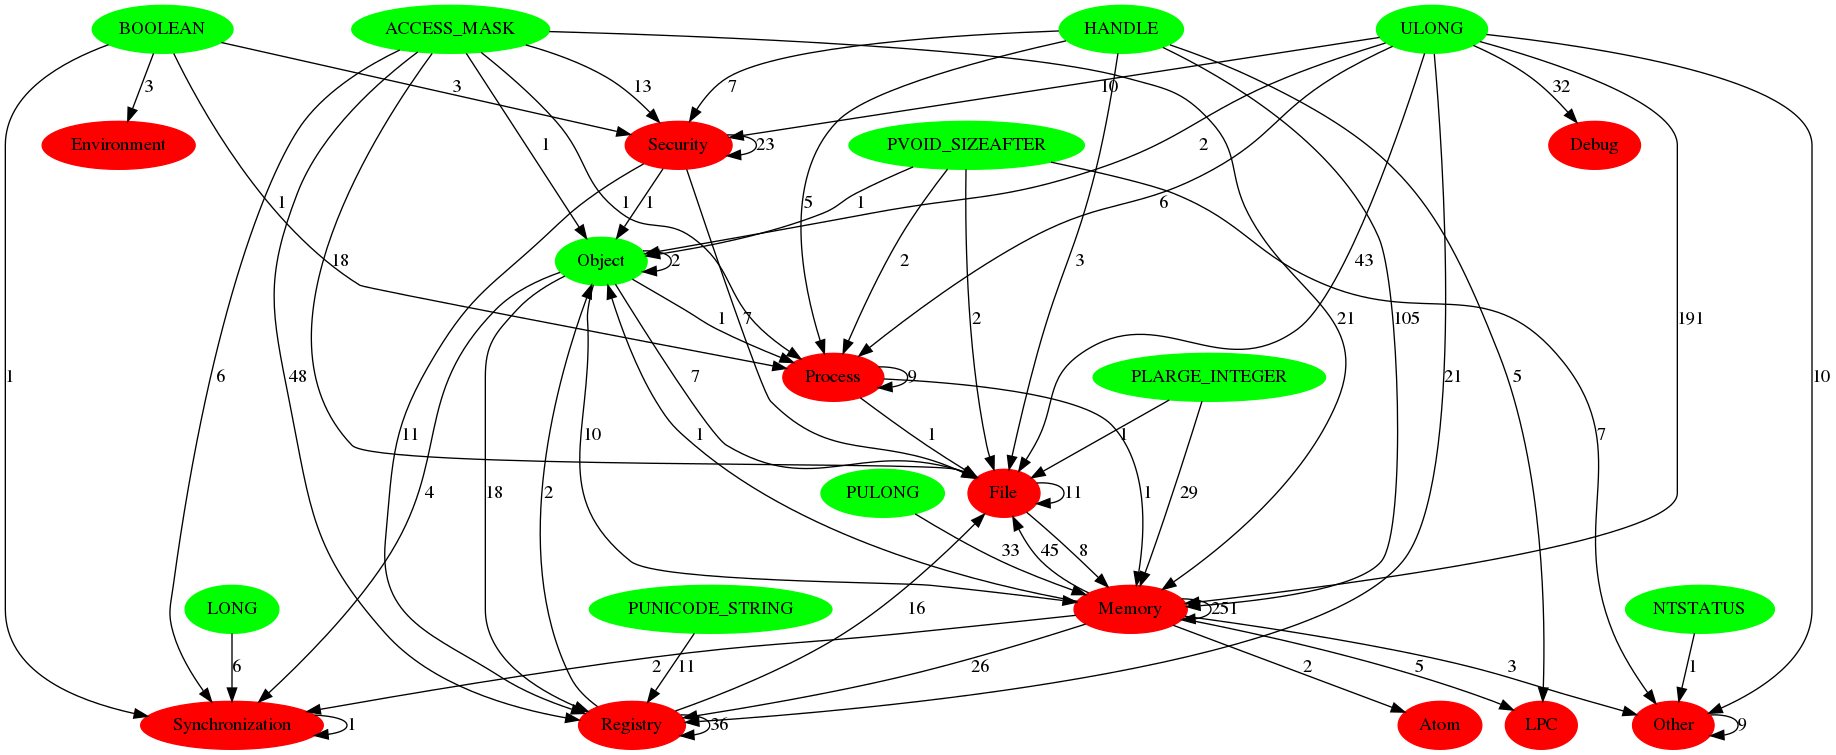 BOOLEAN ACCESS_MASK HANDLE ULONG
3 3 13 7 10 32
Environment Security 23 PVOID_SIZEAFTER Debug
1 1 1 1 5 1 2 6
18 Object 2 2 3 43
1 7 2 21 105 21 191
1 6 48 Process 9 PLARGE_INTEGER 5 10
7 1
11 10 1 1 7
4 18 2 PULONG File 11 1 29
33 45 8
LONG PUNICODE_STRING 16 Memory 251 NTSTATUS
6 11 2 26 2 5 3 1
Synchronization 1 Registry 36 Atom LPC Other 9